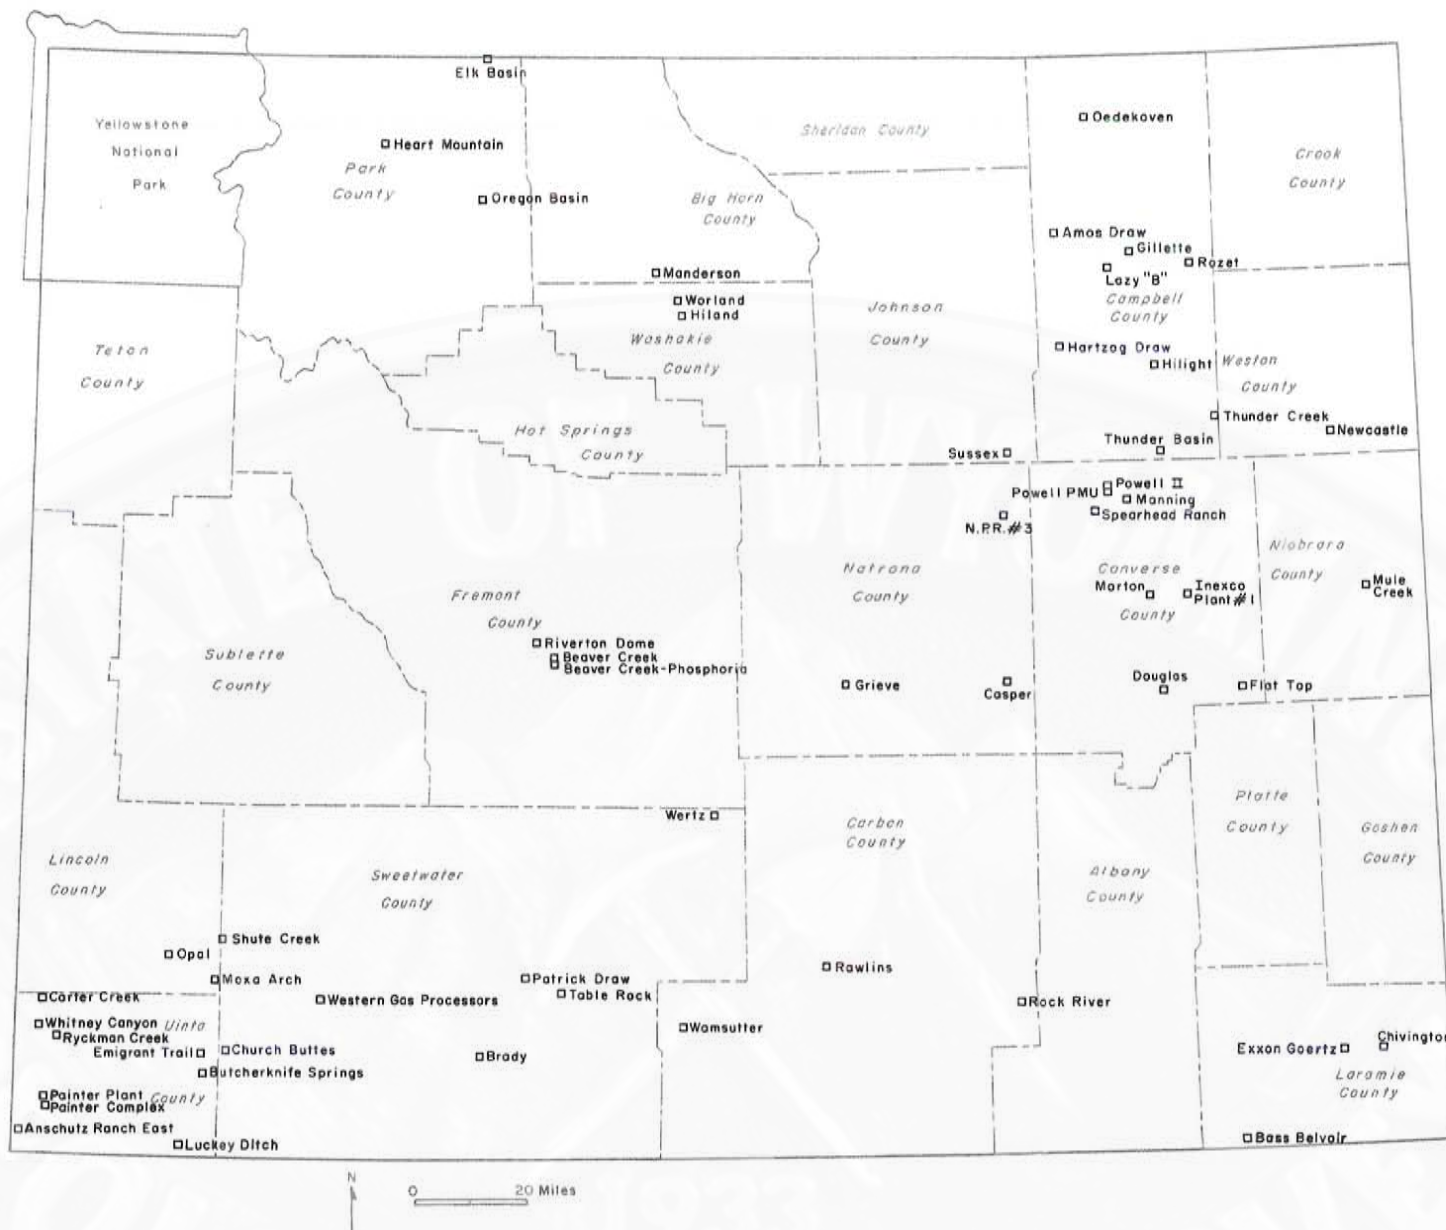 Elk Basin
Yellowstone
National
Park
Heart Mountain
Park
County
Oregon Basin
Big Horn
County
Sheridan County
Oedekoven
Crook
County
Amos Draw
Gillette
Rozet
Lazy "B"
Campbell
County
Manderson
Worland
Hiland
Washakie
County
Johnson
County
Teton
County
Hartzog Draw
Hilight
Weston
County
Thunder Creek
Newcastle
Thunder Basin
Hot Springs
County
Sussex
Powell II
Powell PMU
Manning
Spearhead Ranch
N.P.R.#3
Niobrara
County
Natrona
County
Converse
County
Morton
Inexco
Plant#1
Mule
Creek
Fremont
County
Riverton Dome
Beaver Creek
Beaver Creek-Phosphoria
Sublette
County
Grieve
Casper
Douglas
Flat Top
Wertz
Platte
County
Goshen
County
Carbon
County
Albany
County
Lincoln
County
Sweetwater
County
Shute Creek
Opal
Moxa Arch
Carter Creek
Western Gas Processors
Patrick Draw
Table Rock
Rawlins
Rock River
Whitney Canyon
Uinta
County
Ryckman Creek
Emigrant Trail
Church Buttes
Butcherknife Springs
Brady
Wamsutter
Exxon Goertz
Chivington
Laramie
County
Painter Plant
Painter Complex
Anschutz Ranch East
Luckey Ditch
Bass Belvoir
N
0 20 Miles
STATE OF WYOMING
1933